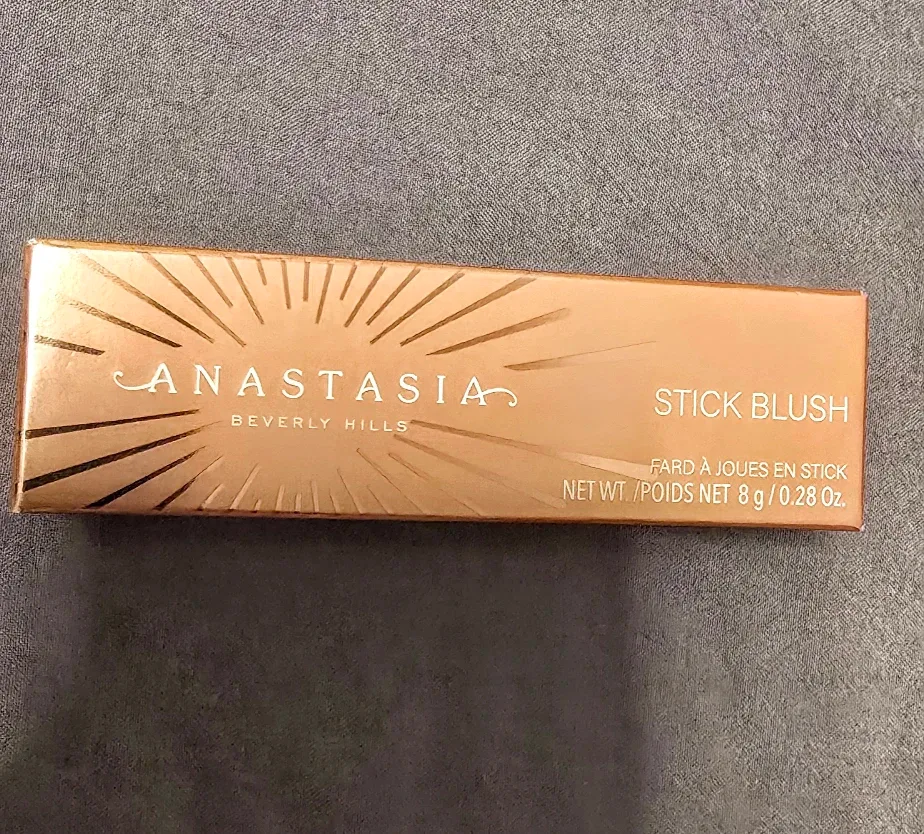 ANASTASIA
BEVERLY HILLS
STICK BLUSH
FARD À JOUES EN STICK
NET WT. /POIDS NET 8 g / 0.28 Oz.